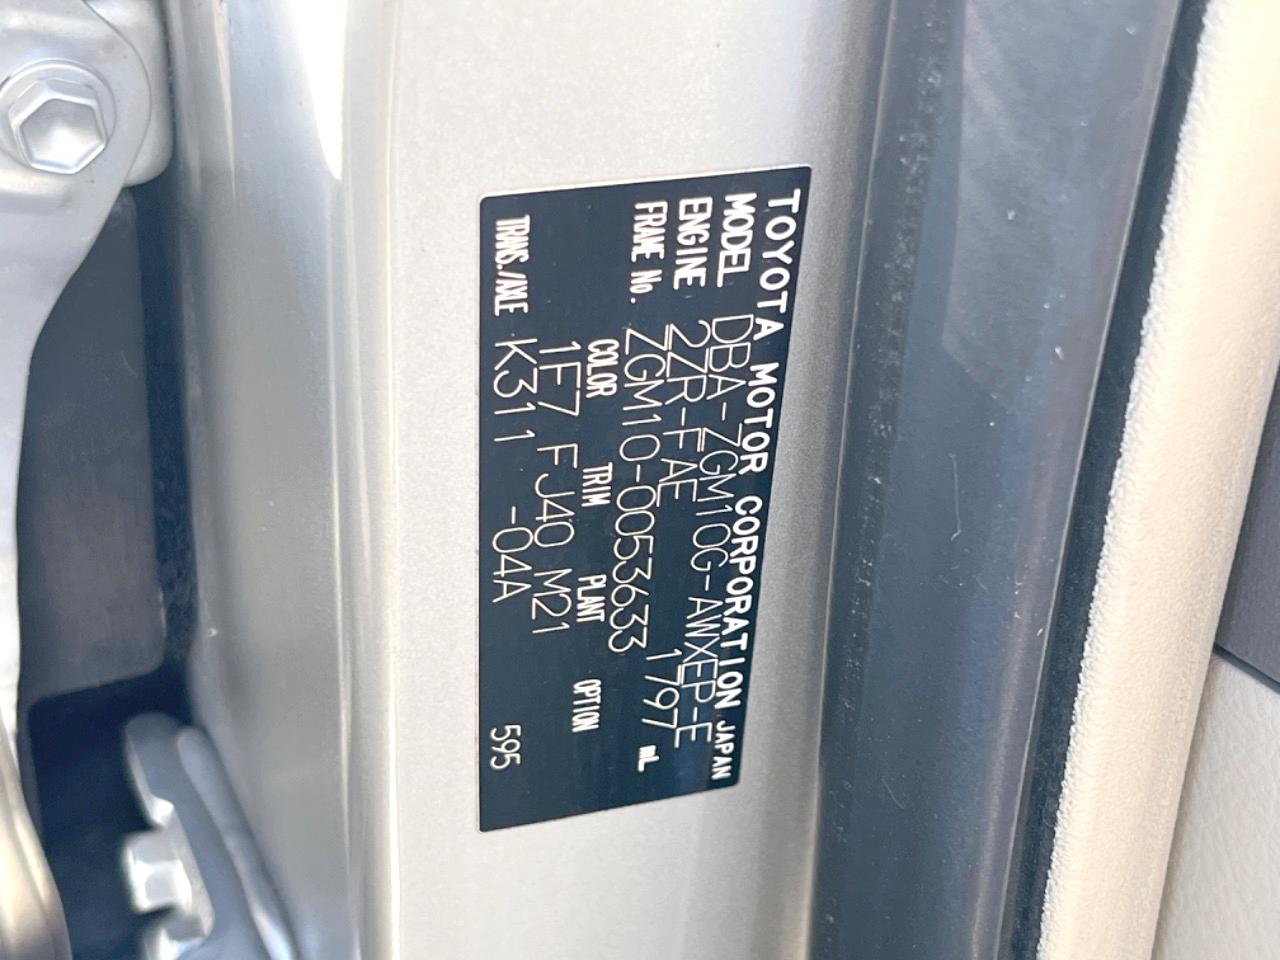 TOYOTA MOTOR CORPORATION JAPAN
MODEL DBA-ZGM10G-AWXEP-E
ENGINE 2ZR-FAE 1797 mL
FRAME No. ZGM10-0053633
COLOR TRIM PLANT OPTION
1F7 FJ40 M21
TRANS./AXLE K311 -04A 595